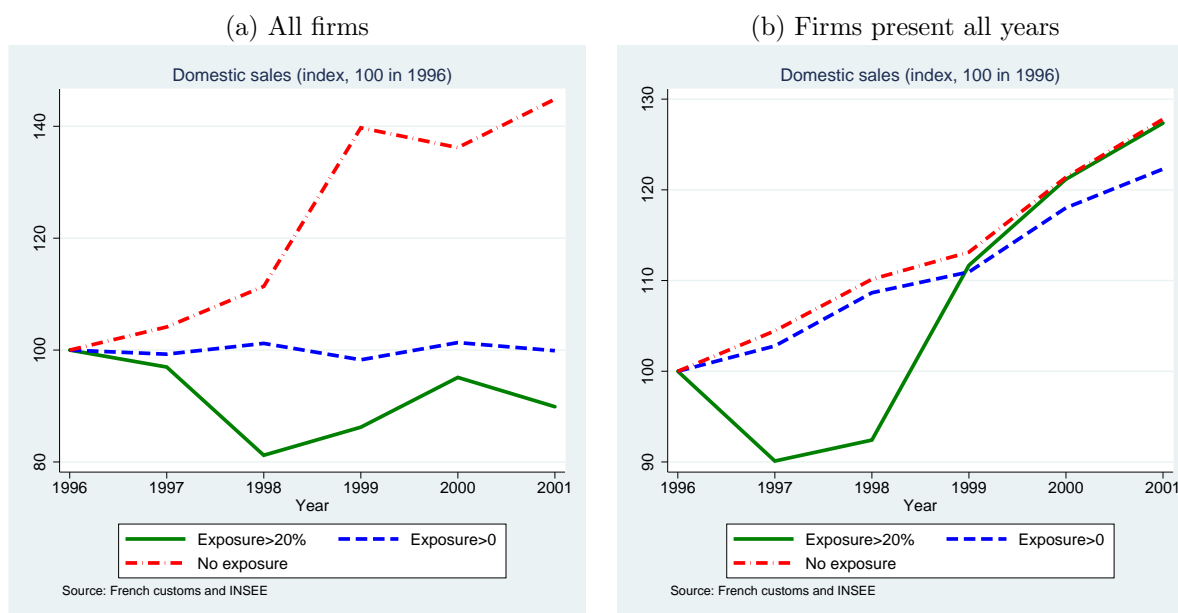 (a) All firms
Domestic sales (index, 100 in 1996)
140
120
100
80
1996 1997 1998 1999 2000 2001
Year
Exposure>20% Exposure>0
No exposure
Source: French customs and INSEE
(b) Firms present all years
Domestic sales (index, 100 in 1996)
130
120
110
100
90
1996 1997 1998 1999 2000 2001
Year
Exposure>20% Exposure>0
No exposure
Source: French customs and INSEE